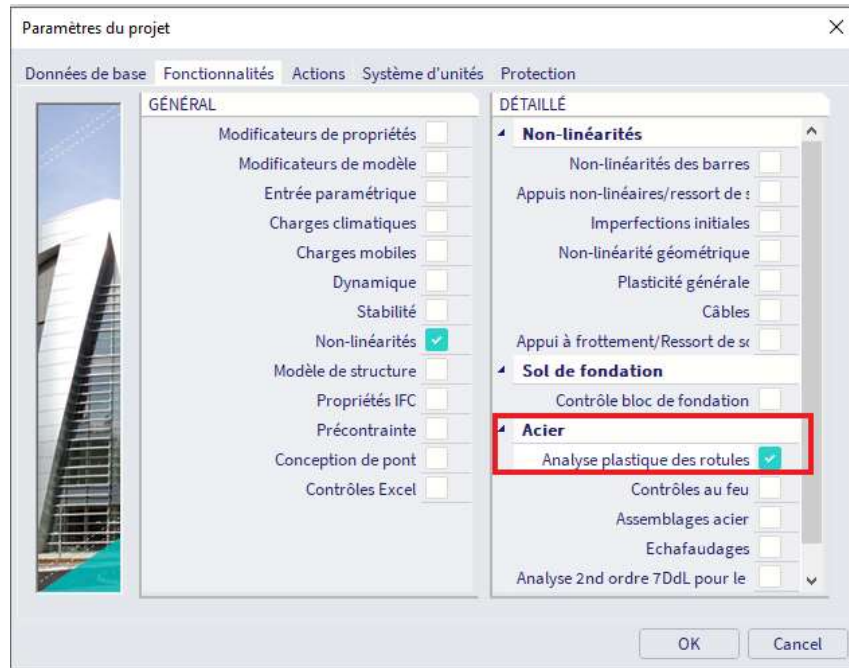 Paramètres du projet
Données de base Fonctionnalités Actions Système d'unités Protection
GÉNÉRAL
Modificateurs de propriétés
Modificateurs de modèle
Entrée paramétrique
Charges climatiques
Charges mobiles
Dynamique
Stabilité
Non-linéarités
Modèle de structure
Propriétés IFC
Précontrainte
Conception de pont
Contrôles Excel
DÉTAILLÉ
Non-linéarités
Non-linéarités des barres
Appuis non-linéaires/ressort de s
Imperfections initiales
Non-linéarité géométrique
Plasticité générale
Câbles
Appui à frottement/Ressort de so
Sol de fondation
Contrôle bloc de fondation
Acier
Analyse plastique des rotules
Contrôles au feu
Assemblages acier
Echafaudages
Analyse 2nd ordre 7DdL pour le
OK Cancel